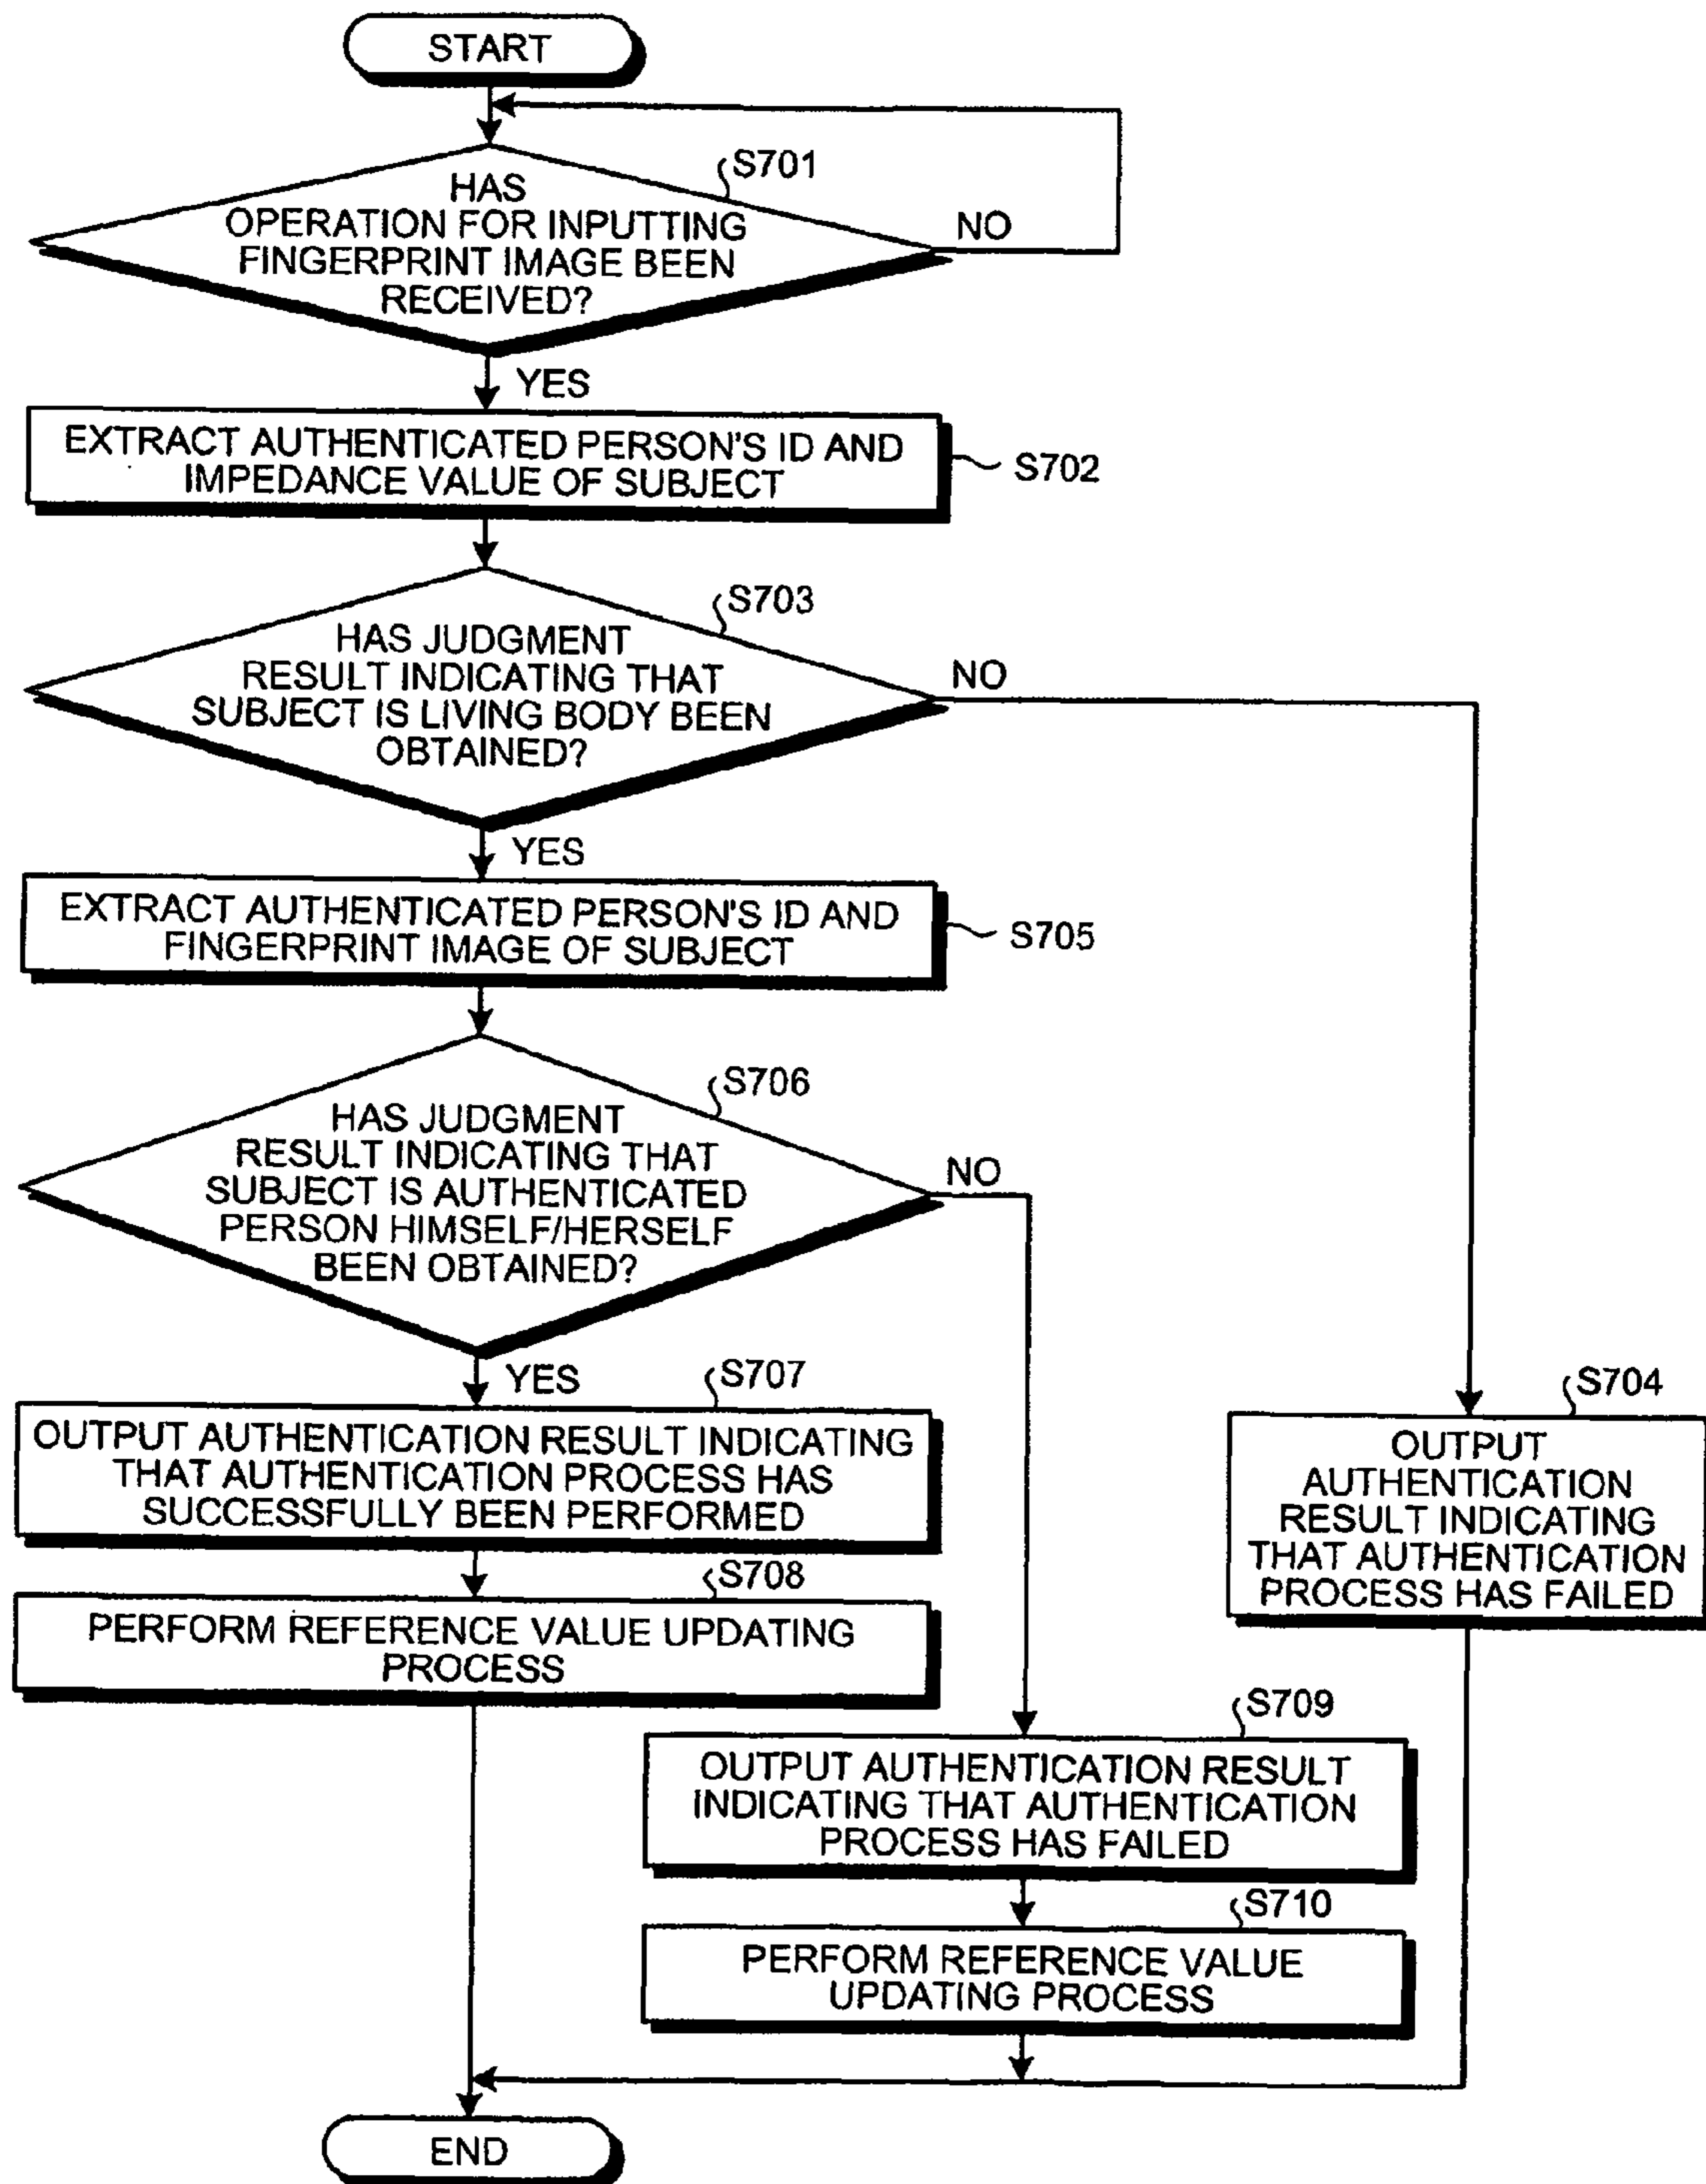 START
S701
HAS
OPERATION FOR INPUTTING
FINGERPRINT IMAGE BEEN
RECEIVED?
NO
YES
EXTRACT AUTHENTICATED PERSON'S ID AND
IMPEDANCE VALUE OF SUBJECT
S702
S703
HAS JUDGMENT
RESULT INDICATING THAT
SUBJECT IS LIVING BODY BEEN
OBTAINED?
NO
YES
EXTRACT AUTHENTICATED PERSON'S ID AND
FINGERPRINT IMAGE OF SUBJECT
S705
S706
HAS JUDGMENT
RESULT INDICATING THAT
SUBJECT IS AUTHENTICATED
PERSON HIMSELF/HERSELF
BEEN OBTAINED?
NO
YES
S707
OUTPUT AUTHENTICATION RESULT INDICATING
THAT AUTHENTICATION PROCESS HAS
SUCCESSFULLY BEEN PERFORMED
S704
OUTPUT
AUTHENTICATION
RESULT INDICATING
THAT AUTHENTICATION
PROCESS HAS FAILED
S708
PERFORM REFERENCE VALUE UPDATING
PROCESS
S709
OUTPUT AUTHENTICATION RESULT
INDICATING THAT AUTHENTICATION
PROCESS HAS FAILED
S710
PERFORM REFERENCE VALUE
UPDATING PROCESS
END